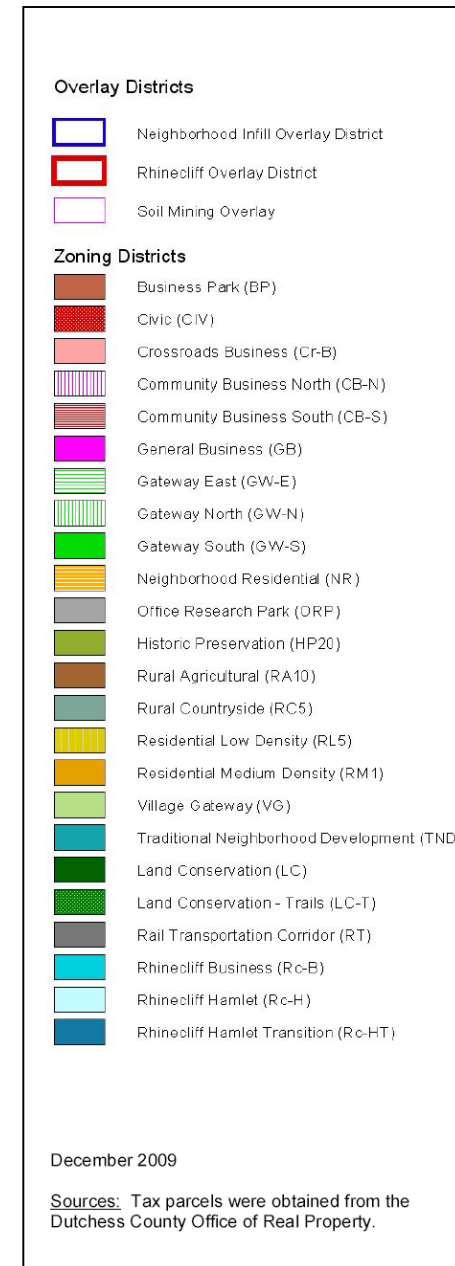 Overlay Districts
Neighborhood Infill Overlay District
Rhinecliff Overlay District
Soil Mining Overlay
Zoning Districts
Business Park (BP)
Civic (CIV)
Crossroads Business (Cr-B)
Community Business North (CB-N)
Community Business South (CB-S)
General Business (GB)
Gateway East (GW-E)
Gateway North (GW-N)
Gateway South (GW-S)
Neighborhood Residential (NR)
Office Research Park (ORP)
Historic Preservation (HP20)
Rural Agricultural (RA10)
Rural Countryside (RC5)
Residential Low Density (RL5)
Residential Medium Density (RM1)
Village Gateway (VG)
Traditional Neighborhood Development (TND
Land Conservation (LC)
Land Conservation - Trails (LC-T)
Rail Transportation Corridor (RT)
Rhinecliff Business (Rc-B)
Rhinecliff Hamlet (Rc-H)
Rhinecliff Hamlet Transition (Rc-HT)
December 2009
Sources: Tax parcels were obtained from the
Dutchess County Office of Real Property.